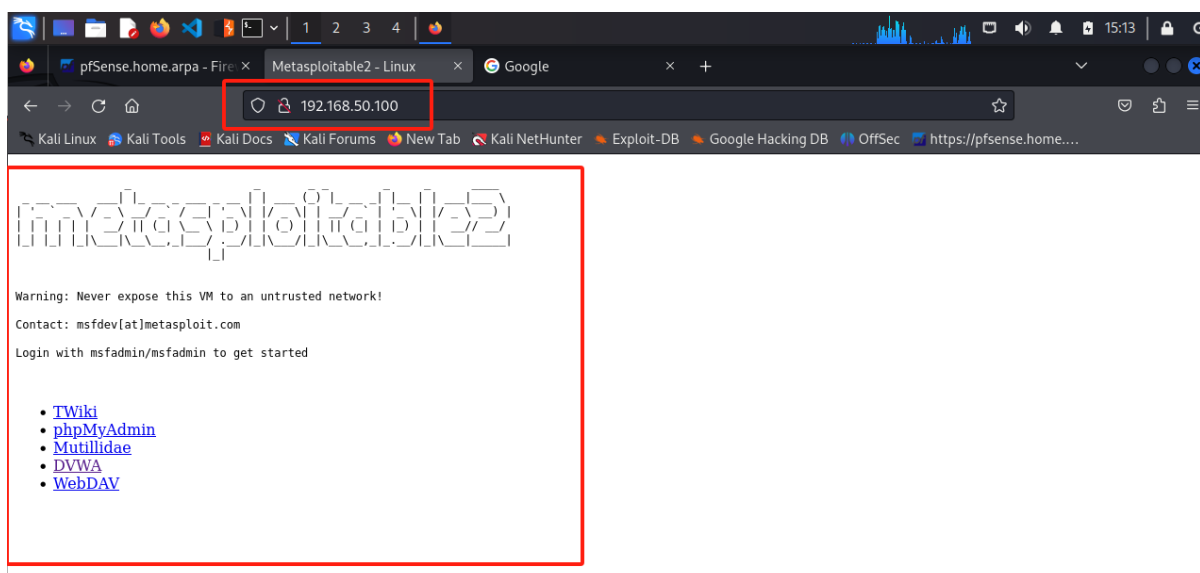 1 2 3 4
15:13
pfSense.home.arpa - Fire
Metasploitable2 - Linux
Google
192.168.50.100
Kali Linux Kali Tools Kali Docs Kali Forums New Tab Kali NetHunter Exploit-DB Google Hacking DB OffSec https://pfsense.home....
metasploitable2
Warning: Never expose this VM to an untrusted network!
Contact: msfdev[at]metasploit.com
Login with msfadmin/msfadmin to get started
TWiki
phpMyAdmin
Mutillidae
DVWA
WebDAV